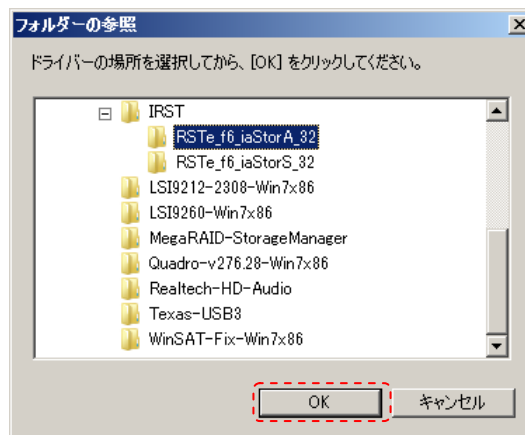 フォルダーの参照
ドライバーの場所を選択してから、[OK] をクリックしてください。
IRST
RSTe_f6_iaStorA_32
RSTe_f6_iaStorS_32
LSI9212-2308-Win7x86
LSI9260-Win7x86
MegaRAID-StorageManager
Quadro-v276.28-Win7x86
Realtech-HD-Audio
Texas-USB3
WinSAT-Fix-Win7x86
OK キャンセル